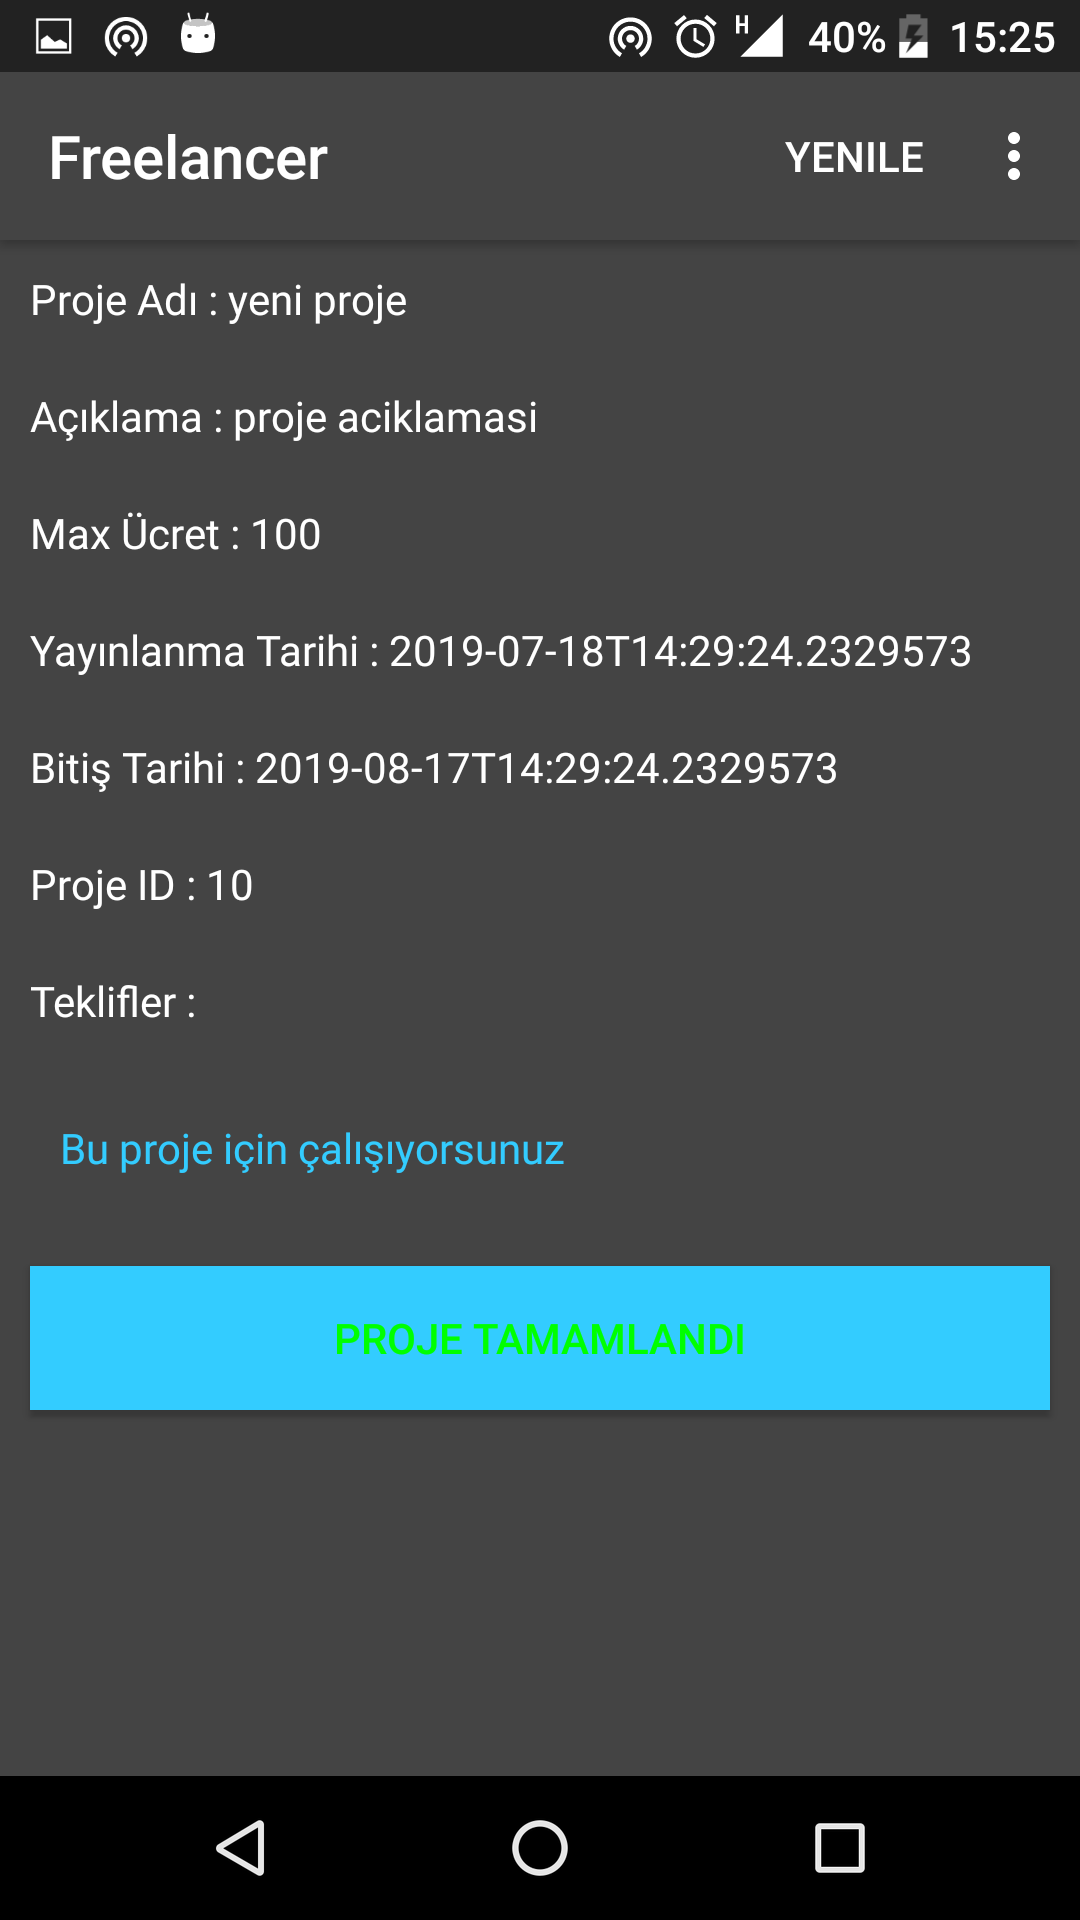 H 40% 15:25
Freelancer YENILE
Proje Adı : yeni proje
Açıklama : proje aciklamasi
Max Ücret : 100
Yayınlanma Tarihi : 2019-07-18T14:29:24.2329573
Bitiş Tarihi : 2019-08-17T14:29:24.2329573
Proje ID : 10
Teklifler :
Bu proje için çalışıyorsunuz
PROJE TAMAMLANDI